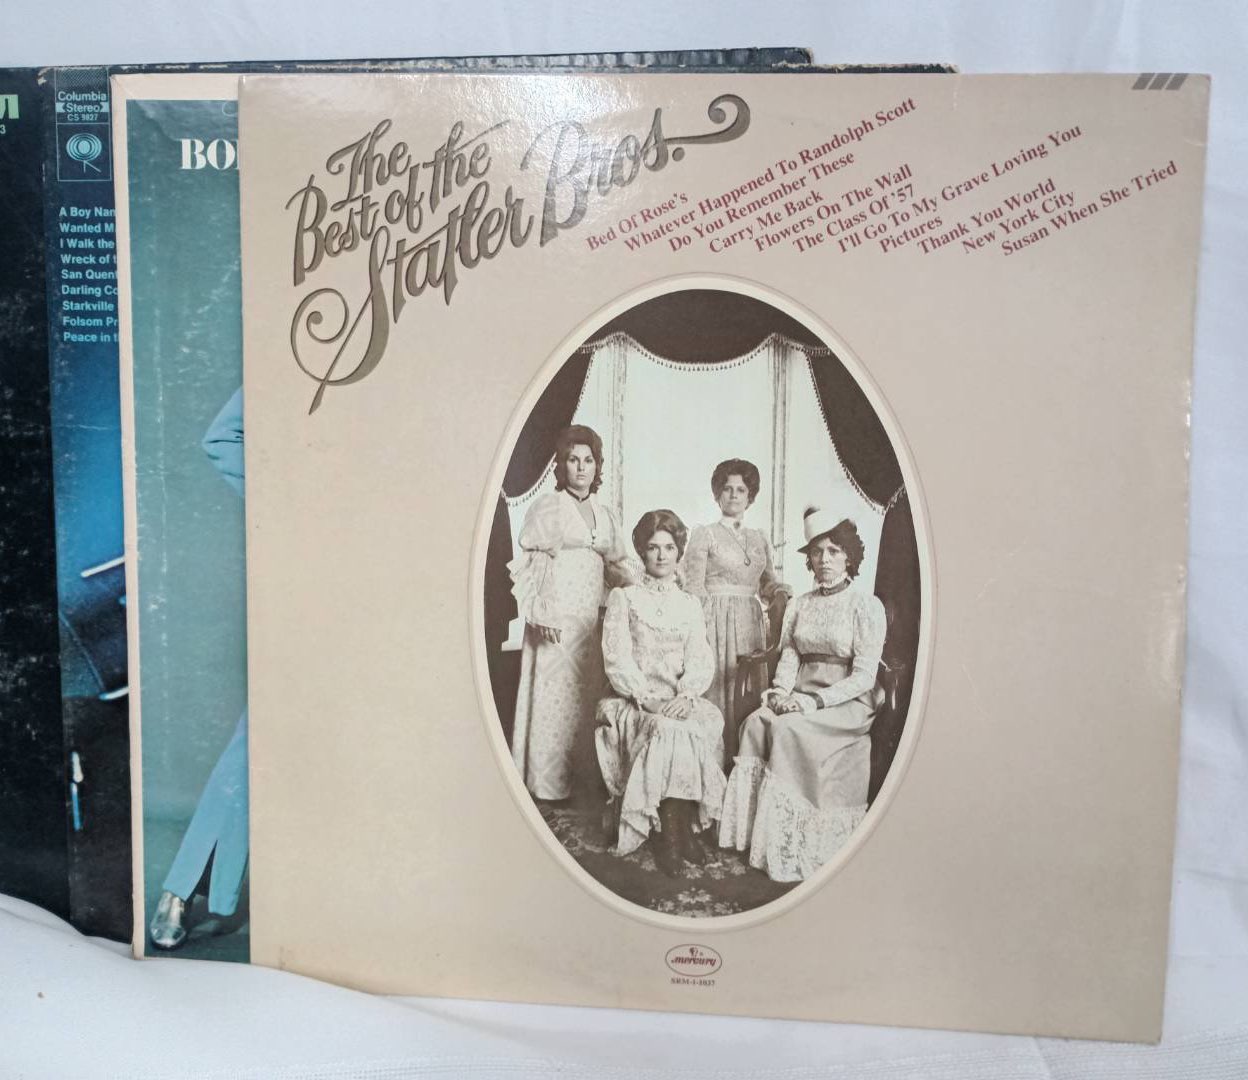 3
Columbia
Stereo
CS 9827
A Boy Nan
Wanted M
I Walk the
Wreck of t
San Quent
Darling Co
Starkville
Folsom Pr
Peace in t
BO
The
Best of the
Statler Bros.
Bed Of Rose's
Whatever Happened To Randolph Scott
Do You Remember These
Carry Me Back
Flowers On The Wall
The Class Of '57
I'll Go To My Grave Loving You
Pictures
Thank You World
New York City
Susan When She Tried
mercury
SRM-1-1037